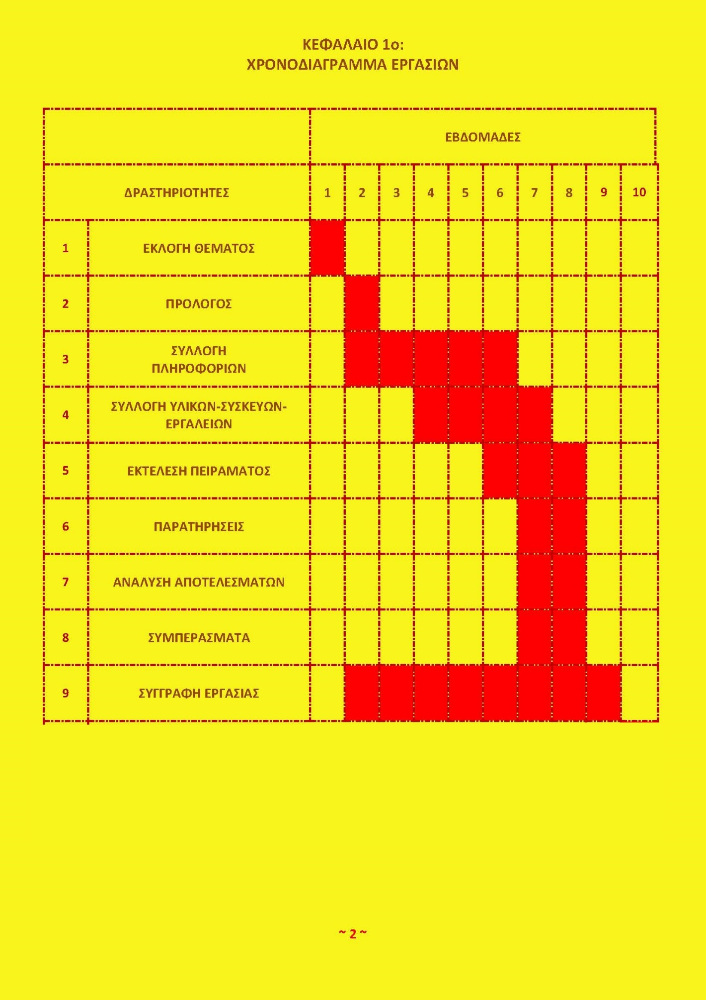 ΚΕΦΑΛΑΙΟ 1ο:
ΧΡΟΝΟΔΙΑΓΡΑΜΜΑ ΕΡΓΑΣΙΩΝ
ΕΒΔΟΜΑΔΕΣ
ΔΡΑΣΤΗΡΙΟΤΗΤΕΣ 1 2 3 4 5 6 7 8 9 10
1 ΕΚΛΟΓΗ ΘΕΜΑΤΟΣ
2 ΠΡΟΛΟΓΟΣ
3 ΣΥΛΛΟΓΗ
ΠΛΗΡΟΦΟΡΙΩΝ
4 ΣΥΛΛΟΓΗ ΥΛΙΚΩΝ-ΣΥΣΚΕΥΩΝ-
ΕΡΓΑΛΕΙΩΝ
5 ΕΚΤΕΛΕΣΗ ΠΕΙΡΑΜΑΤΟΣ
6 ΠΑΡΑΤΗΡΗΣΕΙΣ
7 ΑΝΑΛΥΣΗ ΑΠΟΤΕΛΕΣΜΑΤΩΝ
8 ΣΥΜΠΕΡΑΣΜΑΤΑ
9 ΣΥΓΓΡΑΦΗ ΕΡΓΑΣΙΑΣ
~ 2 ~